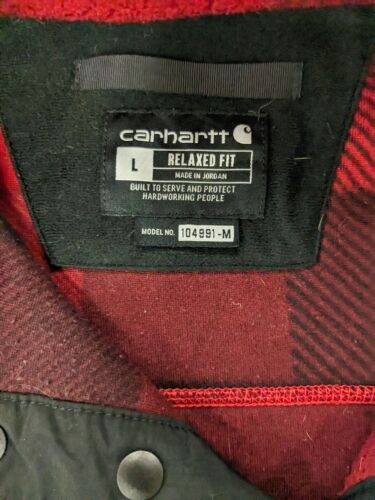 carhartt
L RELAXED FIT
MADE IN JORDAN
BUILT TO SERVE AND PROTECT
HARDWORKING PEOPLE
MODEL NO. 104991-M